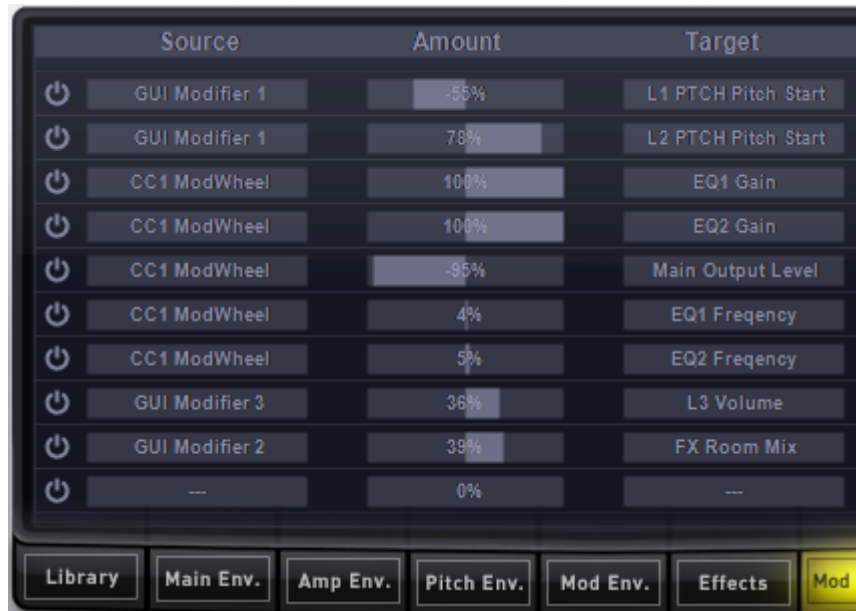 Source Amount Target
GUI Modifier 1 -55% L1 PTCH Pitch Start
GUI Modifier 1 78% L2 PTCH Pitch Start
CC1 ModWheel 100% EQ1 Gain
CC1 ModWheel 100% EQ2 Gain
CC1 ModWheel -95% Main Output Level
CC1 ModWheel 4% EQ1 Freqency
CC1 ModWheel 5% EQ2 Freqency
GUI Modifier 3 36% L3 Volume
GUI Modifier 2 39% FX Room Mix
--- 0% ---
Library Main Env. Amp Env. Pitch Env. Mod Env. Effects Mod